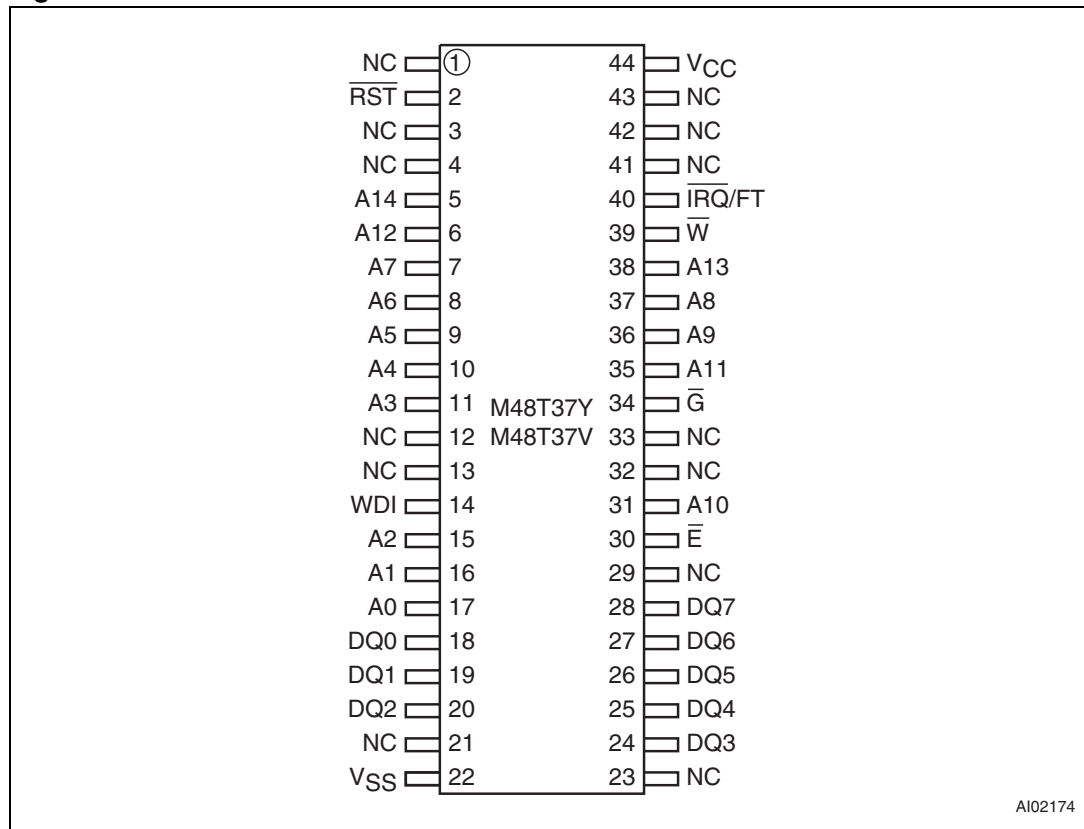 NC 1 44 VCC
R̅S̅T̅ 2 43 NC
NC 3 42 NC
NC 4 41 NC
A14 5 40 I̅R̅Q̅/FT
A12 6 39 W̅
A7 7 38 A13
A6 8 37 A8
A5 9 36 A9
A4 10 35 A11
A3 11 M48T37Y 34 G̅
NC 12 M48T37V 33 NC
NC 13 32 NC
WDI 14 31 A10
A2 15 30 E̅
A1 16 29 NC
A0 17 28 DQ7
DQ0 18 27 DQ6
DQ1 19 26 DQ5
DQ2 20 25 DQ4
NC 21 24 DQ3
VSS 22 23 NC
AI02174